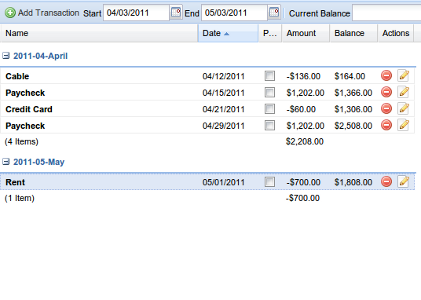 Add Transaction Start 04/03/2011 End 05/03/2011 Current Balance
Name Date P... Amount Balance Actions
2011-04-April
Cable 04/12/2011 -$136.00 $164.00
Paycheck 04/15/2011 $1,202.00 $1,366.00
Credit Card 04/21/2011 -$60.00 $1,306.00
Paycheck 04/29/2011 $1,202.00 $2,508.00
(4 Items) $2,208.00
2011-05-May
Rent 05/01/2011 -$700.00 $1,808.00
(1 Item) -$700.00